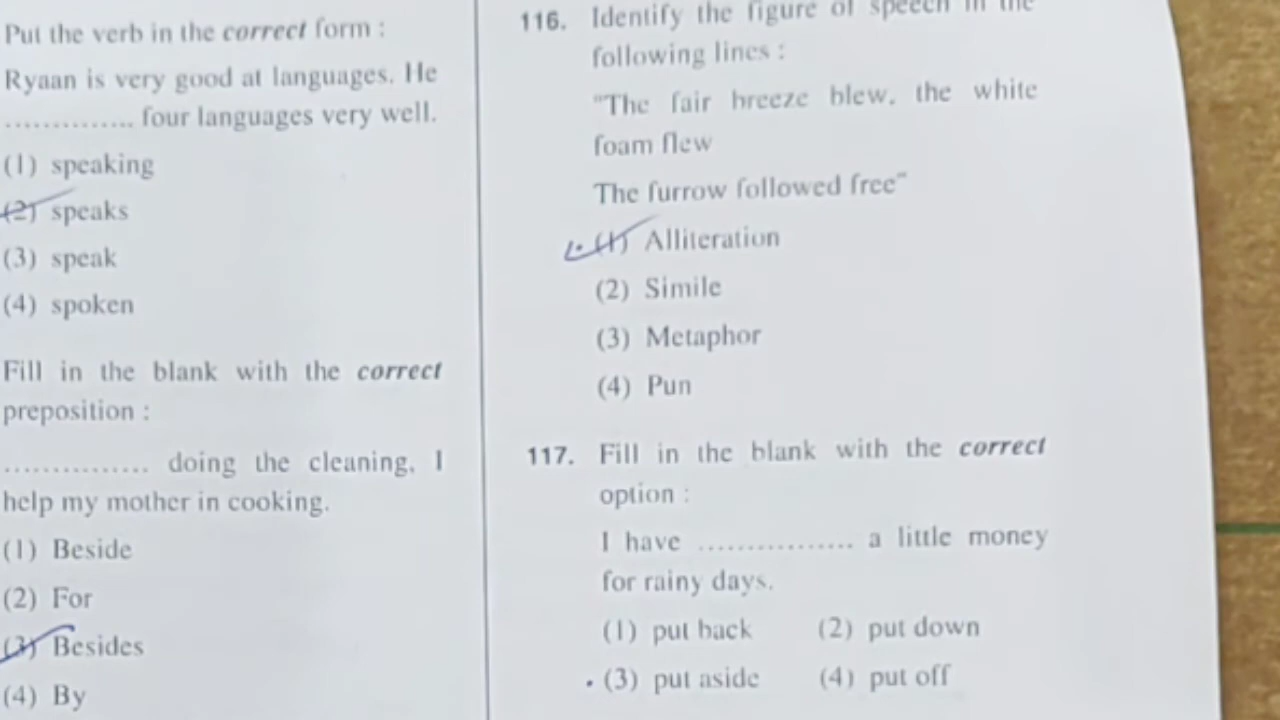 Put the verb in the correct form :
Ryaan is very good at languages. He
.............. four languages very well.
(1) speaking
(2) speaks
(3) speak
(4) spoken
Fill in the blank with the correct
preposition :
............... doing the cleaning, I
help my mother in cooking.
(1) Beside
(2) For
(3) Besides
(4) By
116. Identify the figure of speech in the
following lines :
"The fair breeze blew, the white
foam flew
The furrow followed free"
(1) Alliteration
(2) Simile
(3) Metaphor
(4) Pun
117. Fill in the blank with the correct
option :
I have ................ a little money
for rainy days.
(1) put back (2) put down
(3) put aside (4) put off